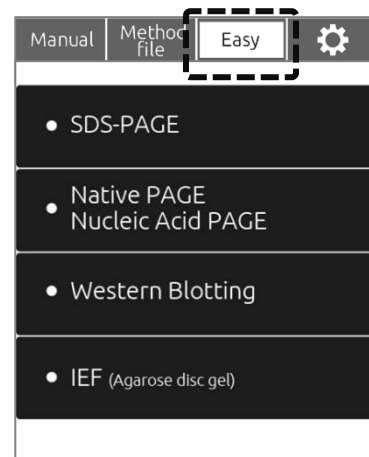 Manual
Method
file
Easy
SDS-PAGE
Native PAGE
Nucleic Acid PAGE
Western Blotting
IEF (Agarose disc gel)